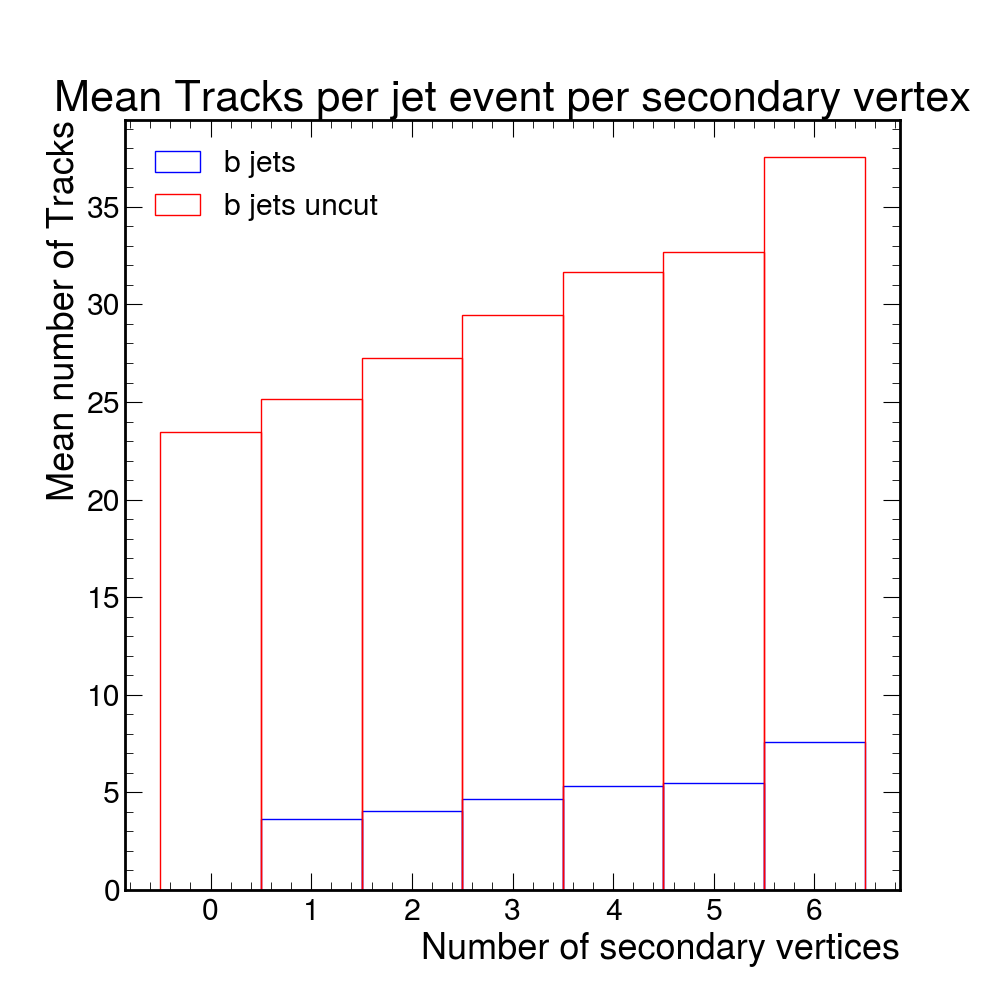 Mean Tracks per jet event per secondary vertex
Mean number of Tracks
b jets
b jets uncut
35
30
25
20
15
10
5
0
0 1 2 3 4 5 6
Number of secondary vertices